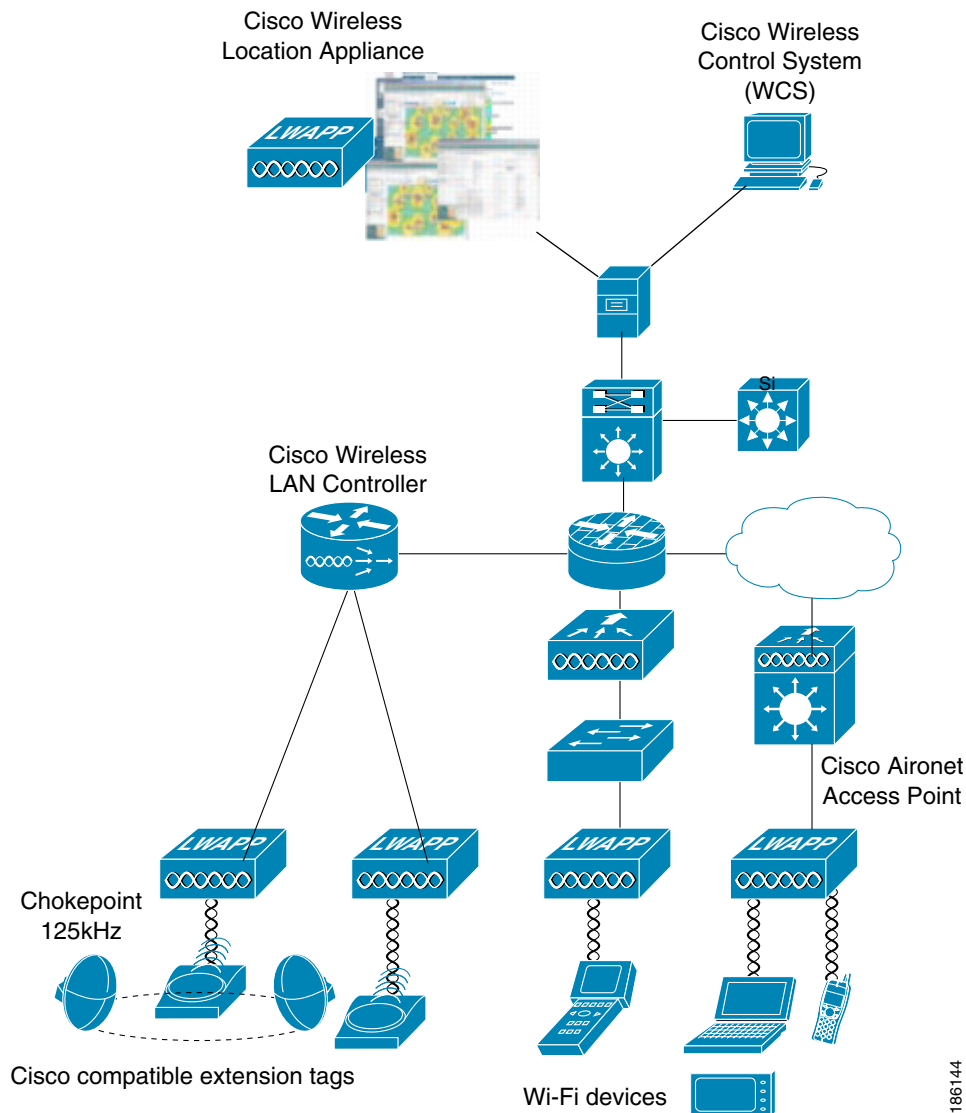 Cisco Wireless
Location Appliance
Cisco Wireless
Control System
(WCS)
LWAPP
Si
Cisco Wireless
LAN Controller
Cisco Aironet
Access Point
LWAPP
LWAPP
LWAPP
LWAPP
Chokepoint
125kHz
Cisco compatible extension tags
Wi-Fi devices
186144